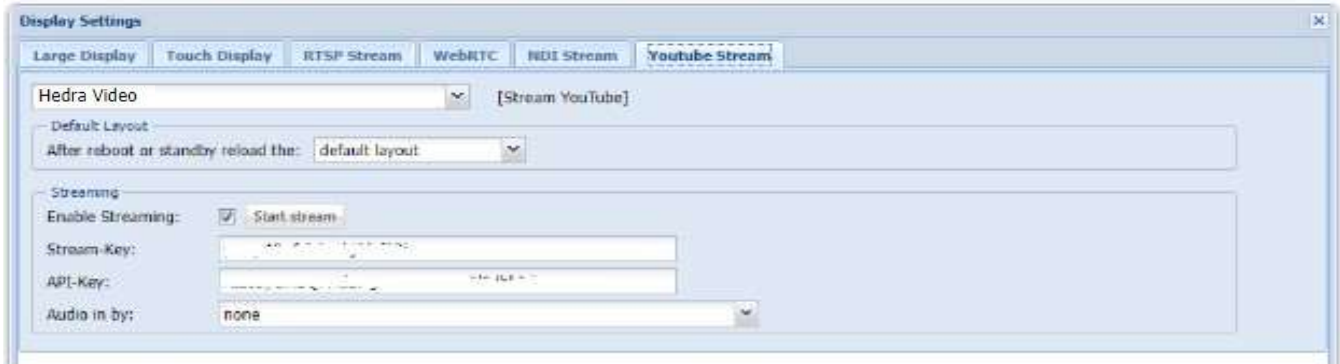 Display Settings
Large Display Touch Display RTSP Stream WebRTC NDI Stream Youtube Stream
Hedra Video [Stream YouTube]
Default Layout
After reboot or standby reload the: default layout
Streaming
Enable Streaming: Start stream
Stream-Key:
API-Key:
Audio in by: none